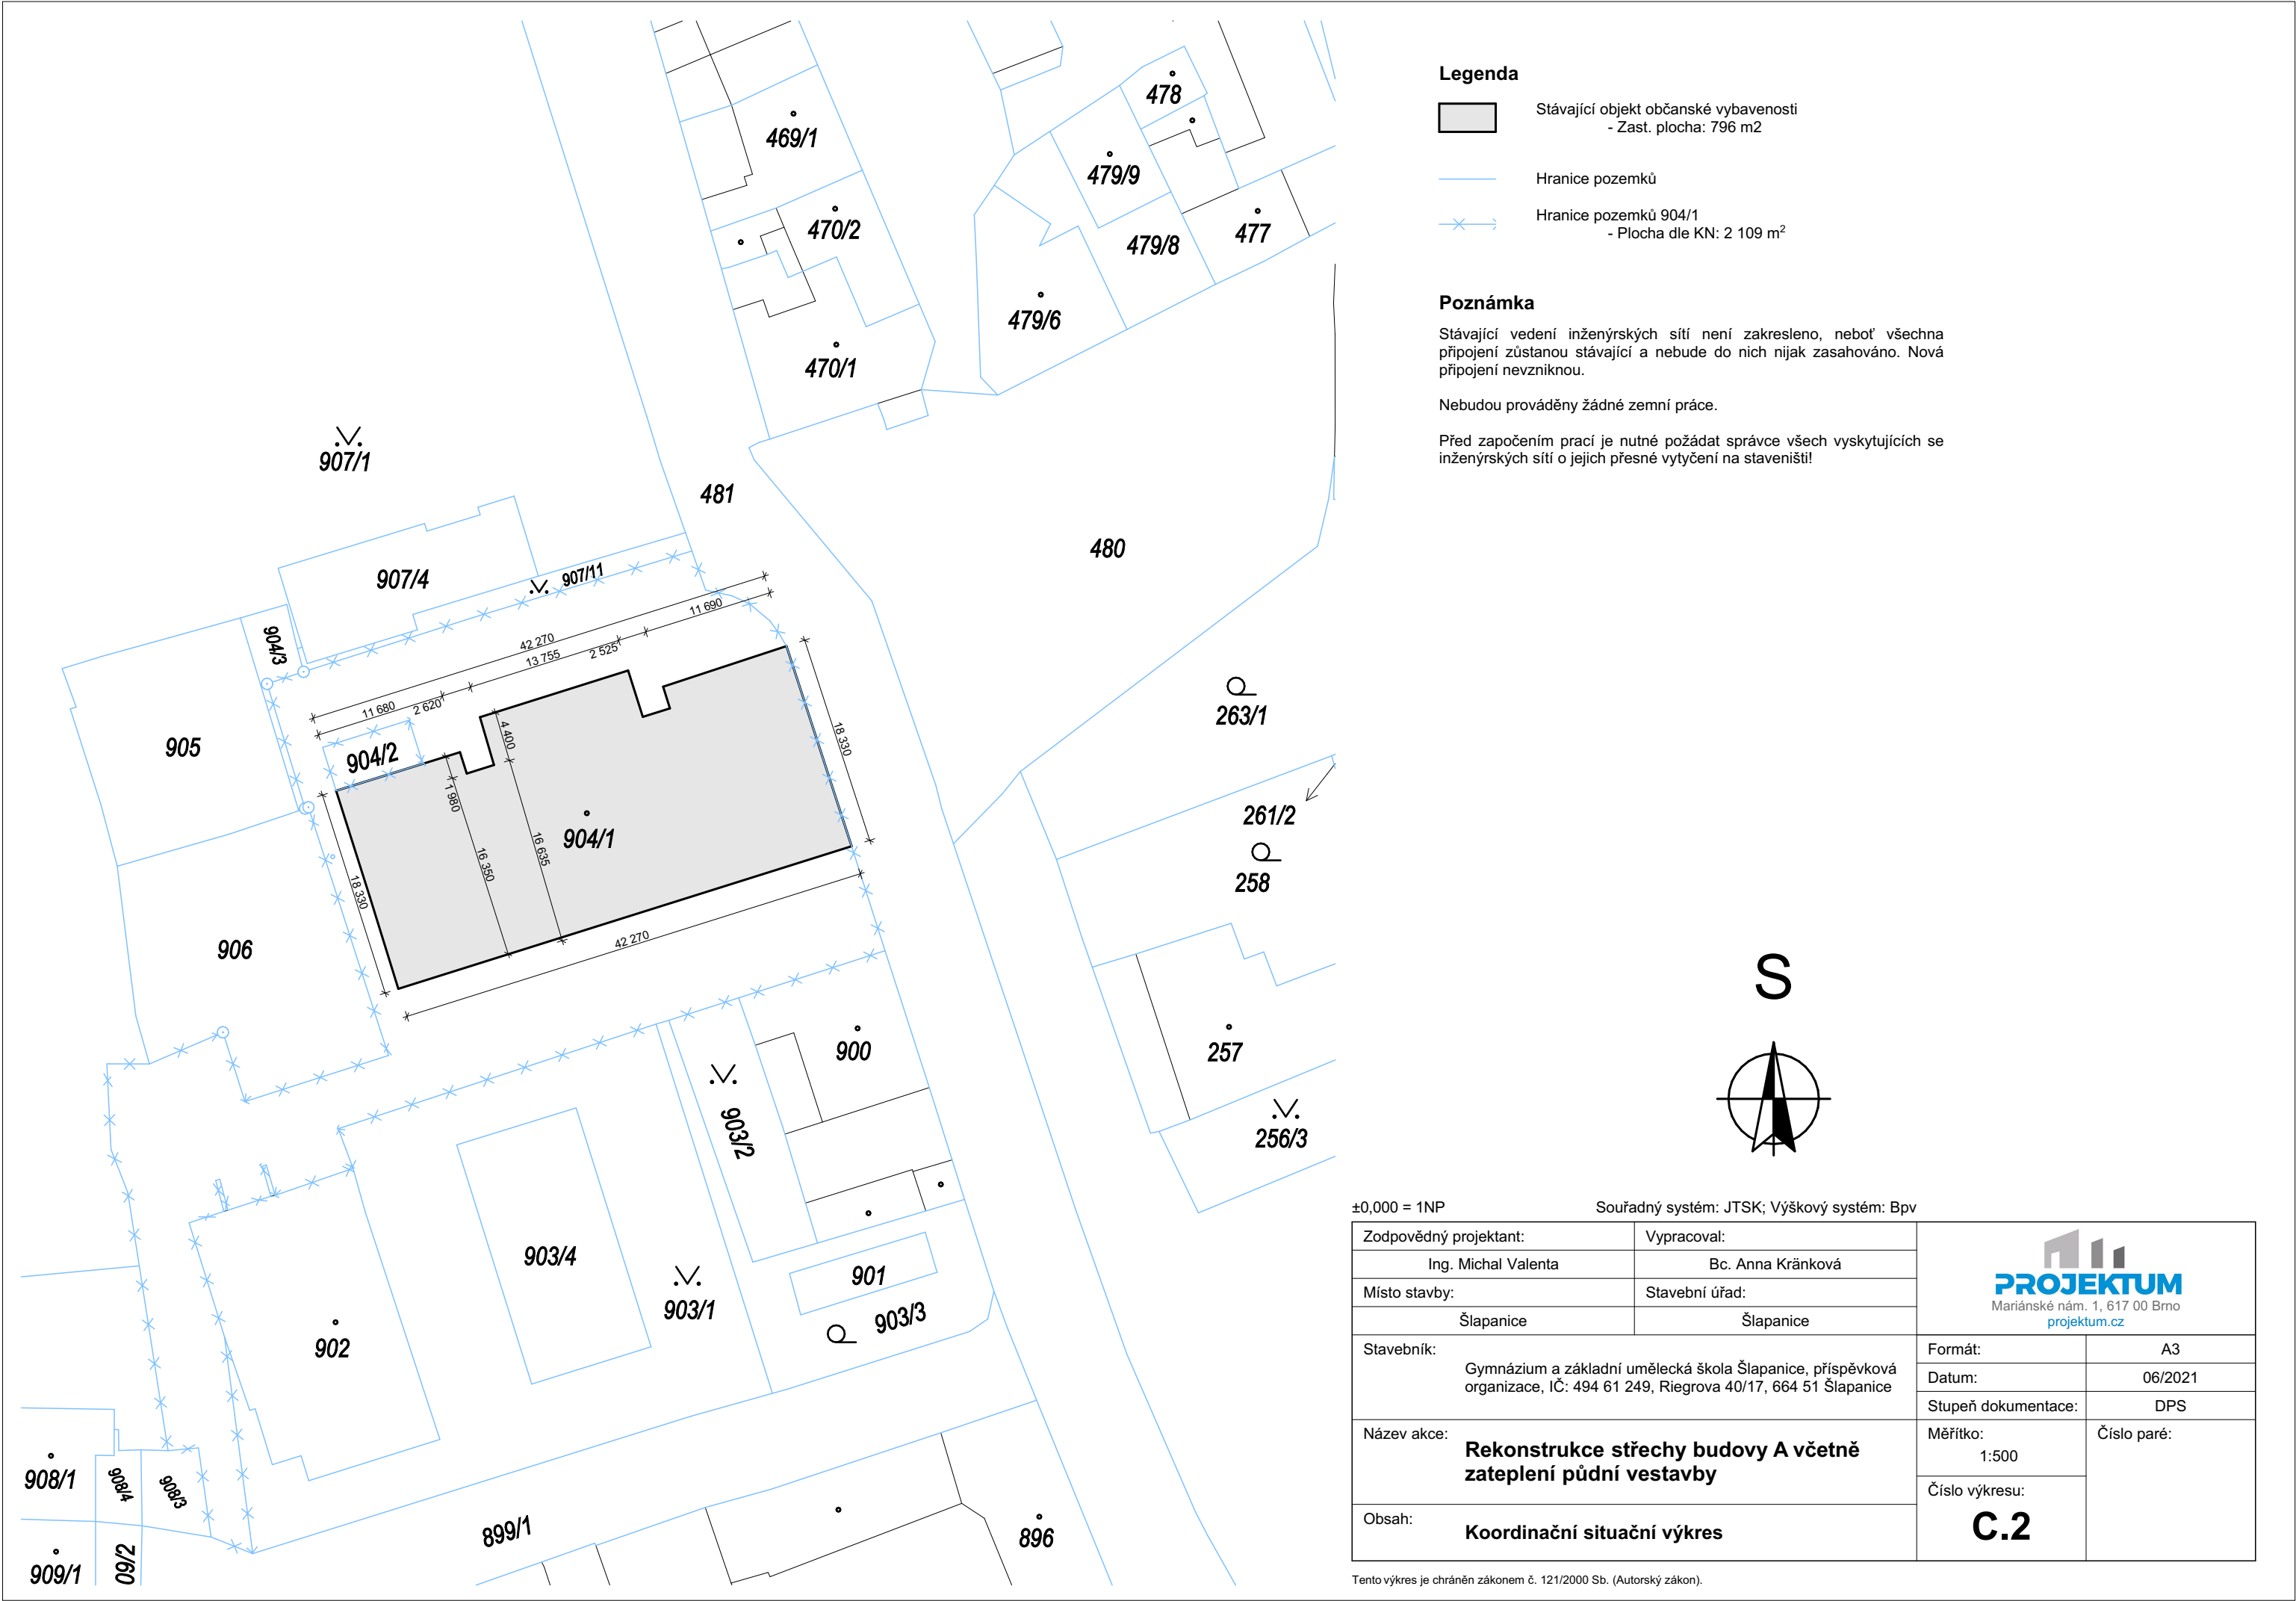 469/1
470/2
470/1
478
479/9
479/8
477
479/6
907/1
481
480
907/4
907/11
904/3
905
904/2
904/1
906
263/1
261/2
258
257
256/3
900
903/2
903/4
903/1
901
903/3
902
908/1
908/4
908/3
909/1
09/2
899/1
896
42 270
11 690
13 755
2 525
11 680
2 620
4 400
1 980
16 350
16 635
18 330
18 330
42 270
Legenda
Stávající objekt občanské vybavenosti
- Zast. plocha: 796 m2
Hranice pozemků
Hranice pozemků 904/1
- Plocha dle KN: 2 109 m²
Poznámka
Stávající vedení inženýrských sítí není zakresleno, neboť všechna
připojení zůstanou stávající a nebude do nich nijak zasahováno. Nová
připojení nevzniknou.
Nebudou prováděny žádné zemní práce.
Před započením prací je nutné požádat správce všech vyskytujících se
inženýrských sítí o jejich přesné vytyčení na staveništi!
S
±0,000 = 1NP
Souřadný systém: JTSK; Výškový systém: Bpv
Zodpovědný projektant:
Vypracoval:
Ing. Michal Valenta
Bc. Anna Kränková
Místo stavby:
Stavební úřad:
Šlapanice
Šlapanice
PROJEKTUM
Mariánské nám. 1, 617 00 Brno
projektum.cz
Stavebník:
Gymnázium a základní umělecká škola Šlapanice, příspěvková
organizace, IČ: 494 61 249, Riegrova 40/17, 664 51 Šlapanice
Formát:
A3
Datum:
06/2021
Stupeň dokumentace:
DPS
Název akce:
Rekonstrukce střechy budovy A včetně
zateplení půdní vestavby
Měřítko:
1:500
Číslo paré:
Číslo výkresu:
C.2
Obsah:
Koordinační situační výkres
Tento výkres je chráněn zákonem č. 121/2000 Sb. (Autorský zákon).